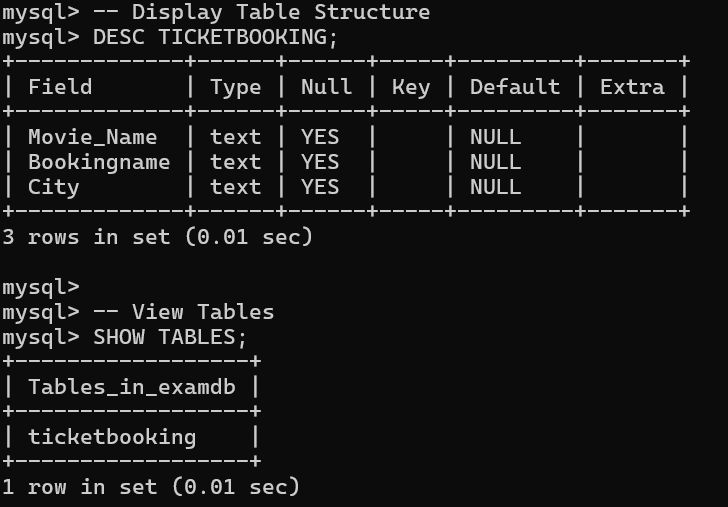 mysql> -- Display Table Structure
mysql> DESC TICKETBOOKING;
+-------------+------+------+-----+---------+-------+
| Field       | Type | Null | Key | Default | Extra |
+-------------+------+------+-----+---------+-------+
| Movie_Name  | text | YES  |     | NULL    |       |
| Bookingname | text | YES  |     | NULL    |       |
| City        | text | YES  |     | NULL    |       |
+-------------+------+------+-----+---------+-------+
3 rows in set (0.01 sec)

mysql>
mysql> -- View Tables
mysql> SHOW TABLES;
+------------------+
| Tables_in_examdb |
+------------------+
| ticketbooking    |
+------------------+
1 row in set (0.01 sec)